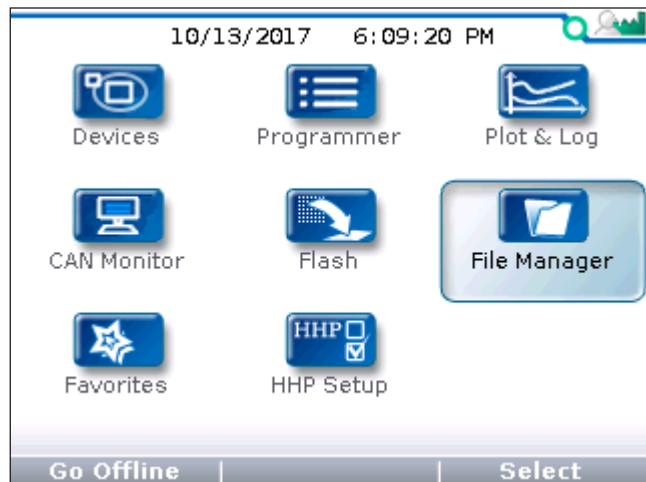 10/13/2017 6:09:20 PM
Devices
Programmer
Plot & Log
CAN Monitor
Flash
File Manager
HHP
Favorites
HHP Setup
Go Offline
Select